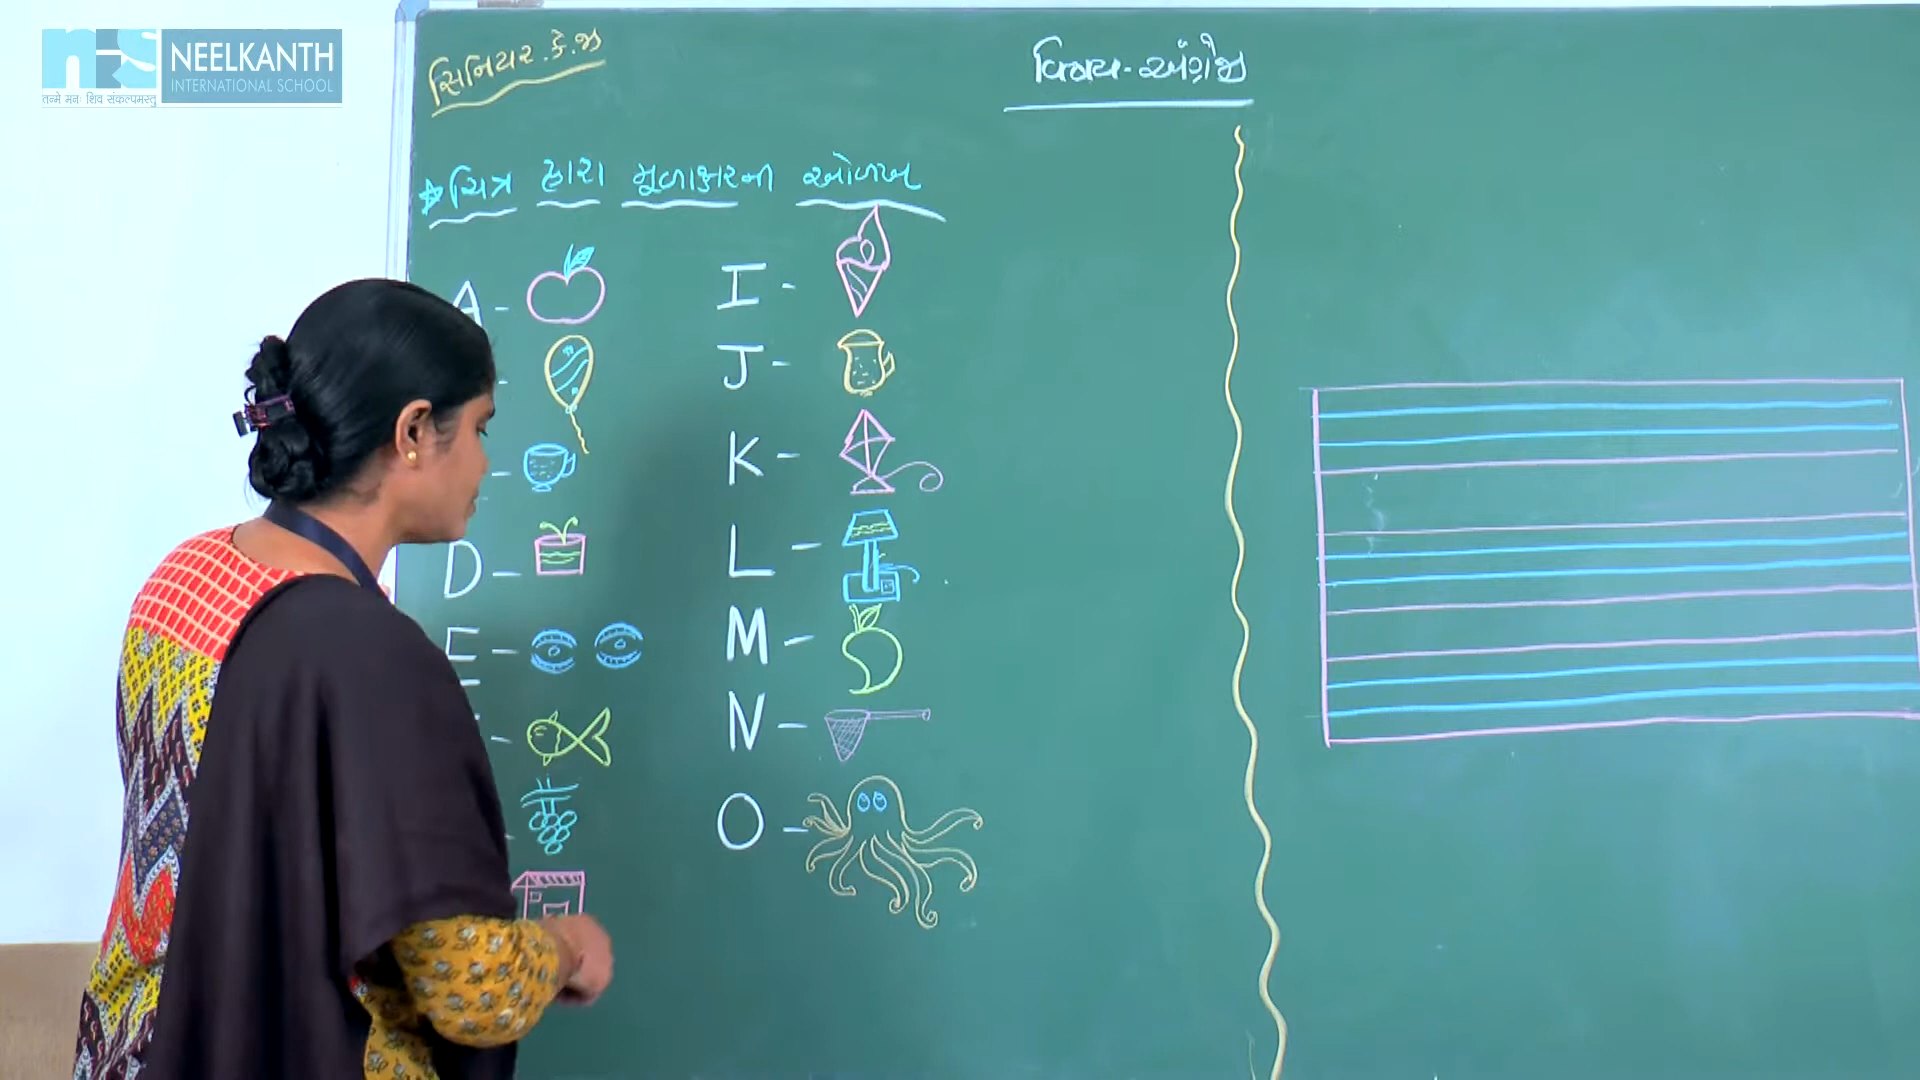 NEELKANTH
INTERNATIONAL SCHOOL
तन्मे मनः शिव संकल्पमस्तु
સિનિયર.કે.જી
વિષય-અંગ્રેજી
ચિત્ર દ્વારા મૂળાક્ષરની ઓળખ
A-
I-
J-
K-
D-
L-
E-
M-
N-
O-